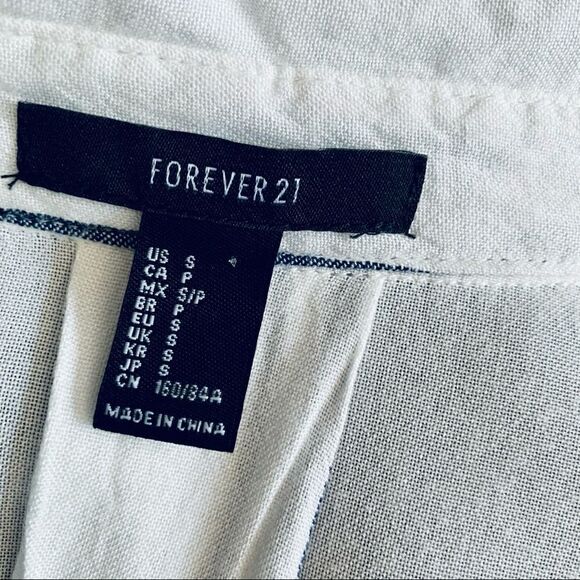 FOREVER 21
US S
CA P
MX S/P
BR P
EU S
UK S
KR S
JP S
CN 160/84A
MADE IN CHINA